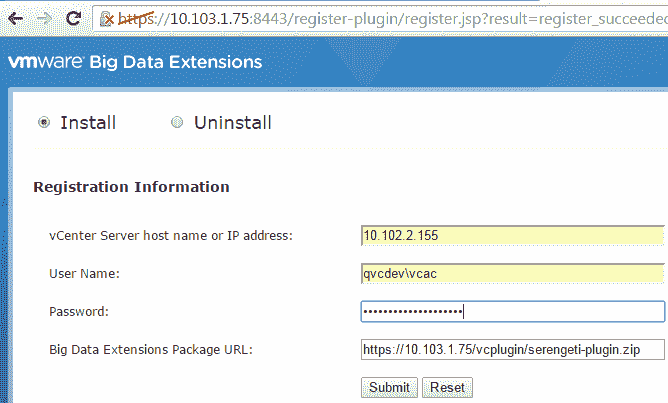 https://10.103.1.75:8443/register-plugin/register.jsp?result=register_succeeded
vmware Big Data Extensions
Install Uninstall
Registration Information
vCenter Server host name or IP address: 10.102.2.155
User Name: qvcdev\vcac
Password: ••••••••••••••••••••
Big Data Extensions Package URL: https://10.103.1.75/vcplugin/serengeti-plugin.zip
Submit Reset